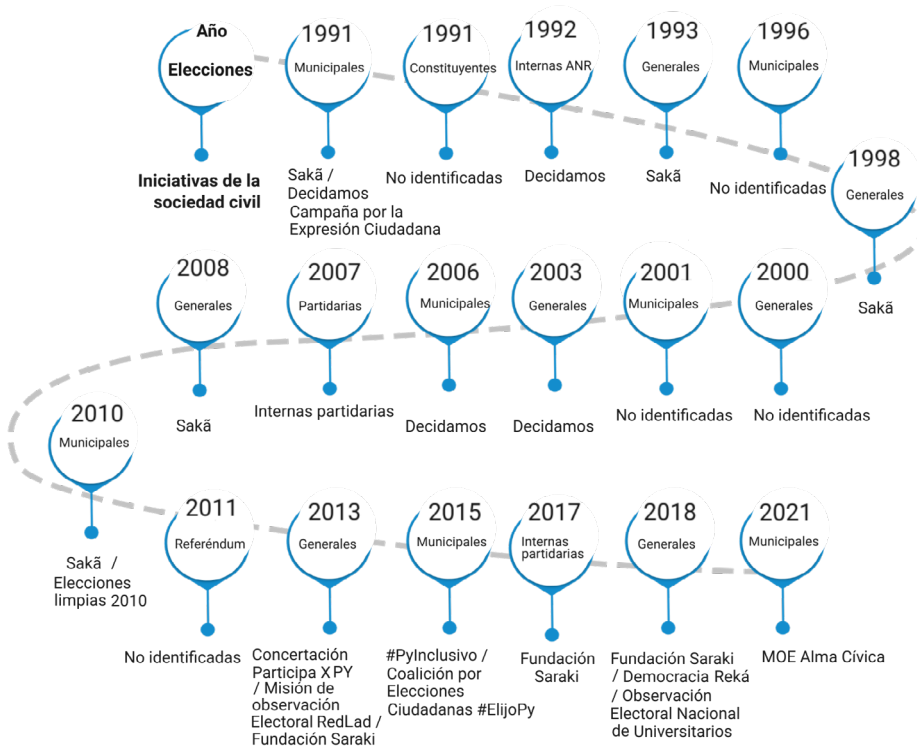 Año
Elecciones
Iniciativas de la
sociedad civil
1991
Municipales
Sakã /
Decidamos
Campaña por la
Expresión Ciudadana
1991
Constituyentes
No identificadas
1992
Internas ANR
Decidamos
1993
Generales
Sakã
1996
Municipales
No identificadas
1998
Generales
Sakã
2000
Generales
No identificadas
2001
Municipales
No identificadas
2003
Generales
Decidamos
2006
Municipales
Decidamos
2007
Partidarias
Internas partidarias
2008
Generales
Sakã
2010
Municipales
Sakã /
Elecciones
limpias 2010
2011
Referéndum
No identificadas
2013
Generales
Concertación
Participa X PY
/ Misión de
observación
Electoral RedLad /
Fundación Saraki
2015
Municipales
#PyInclusivo /
Coalición por
Elecciones
Ciudadanas #ElijoPy
2017
Internas
partidarias
Fundación
Saraki
2018
Generales
Fundación Saraki
/ Democracia Reká
/ Observación
Electoral Nacional
de Universitarios
2021
Municipales
MOE Alma Cívica